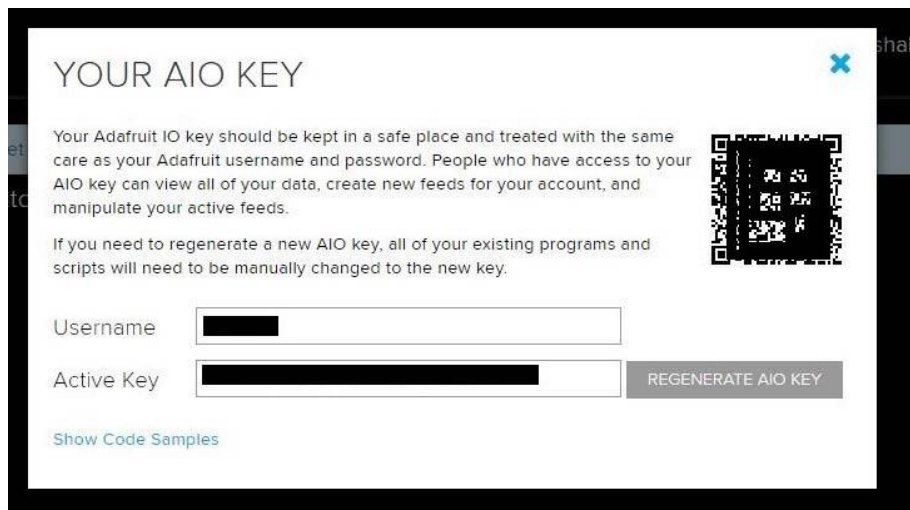 YOUR AIO KEY
Your Adafruit IO key should be kept in a safe place and treated with the same
care as your Adafruit username and password. People who have access to your
AIO key can view all of your data, create new feeds for your account, and
manipulate your active feeds.
If you need to regenerate a new AIO key, all of your existing programs and
scripts will need to be manually changed to the new key.
Username
Active Key
REGENERATE AIO KEY
Show Code Samples